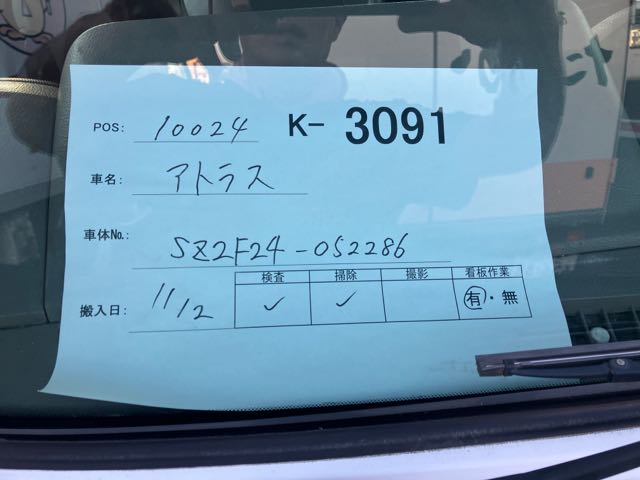 POS: 10024 K- 3091
車名: アトラス
車体No.: SZ2F24-052286
搬入日: 11/2
検査 掃除 撮影 看板作業
✓ ✓ 有・無